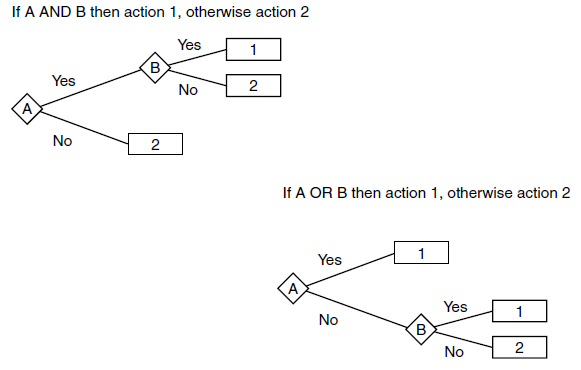 If A AND B then action 1, otherwise action 2
Yes
1
B
Yes
No
2
A
No
2
If A OR B then action 1, otherwise action 2
Yes
1
A
Yes
1
No
B
No
2